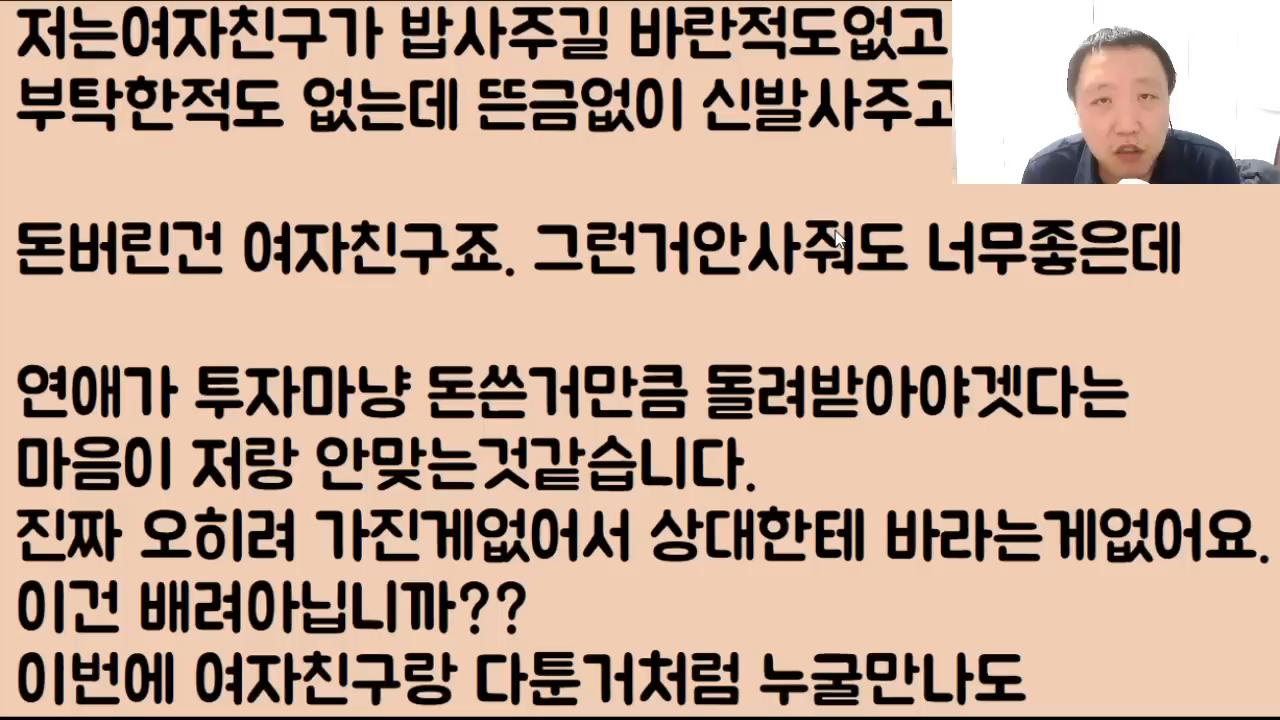 저는여자친구가 밥사주길 바란적도없고
부탁한적도 없는데 뜬금없이 신발사주고
돈버린건 여자친구죠. 그런거안사줘도 너무좋은데
연애가 투자마냥 돈쓴거만큼 돌려받아야겟다는
마음이 저랑 안맞는것같습니다.
진짜 오히려 가진게없어서 상대한테 바라는게없어요.
이건 배려아닙니까??
이번에 여자친구랑 다툰거처럼 누굴만나도